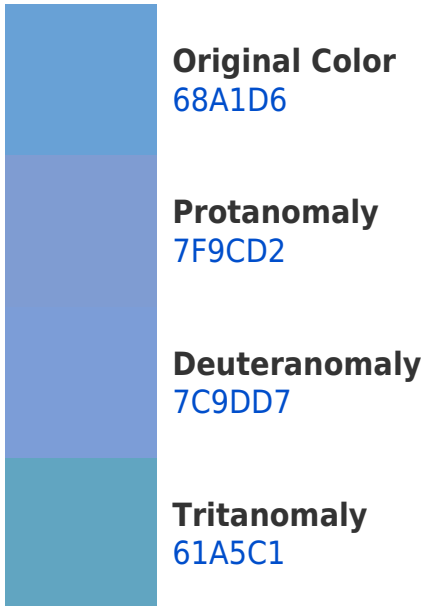 Original Color
68A1D6
Protanomaly
7F9CD2
Deuteranomaly
7C9DD7
Tritanomaly
61A5C1